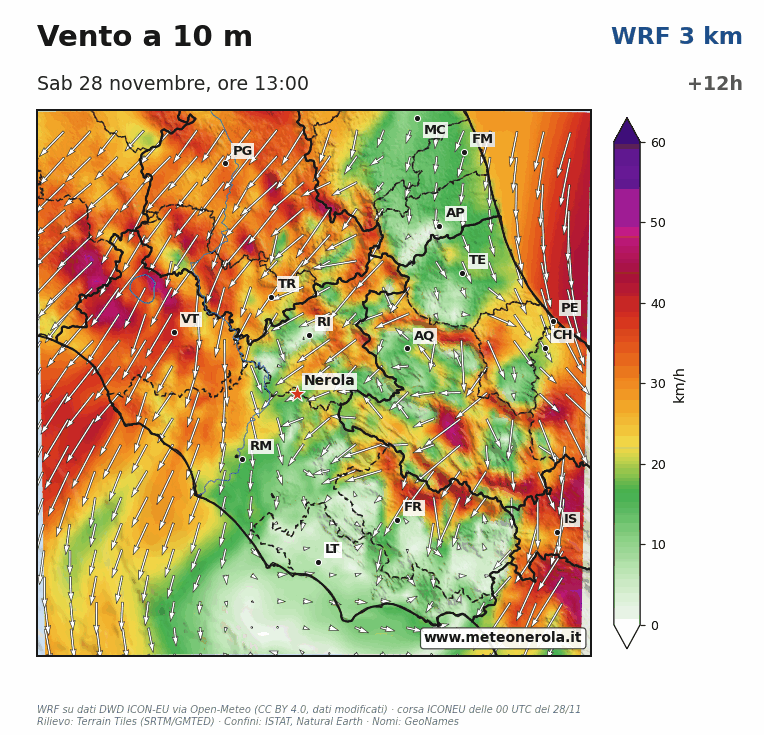 Vento a 10 m
WRF 3 km
Sab 28 novembre, ore 13:00
+12h
MC
FM
PG
AP
TE
TR
PE
VT
RI
AQ
CH
Nerola
RM
FR
IS
LT
www.meteonerola.it
60
50
40
30
20
10
0
km/h
WRF su dati DWD ICON-EU via Open-Meteo (CC BY 4.0, dati modificati) · corsa ICONEU delle 00 UTC del 28/11
Rilievo: Terrain Tiles (SRTM/GMTED) · Confini: ISTAT, Natural Earth · Nomi: GeoNames